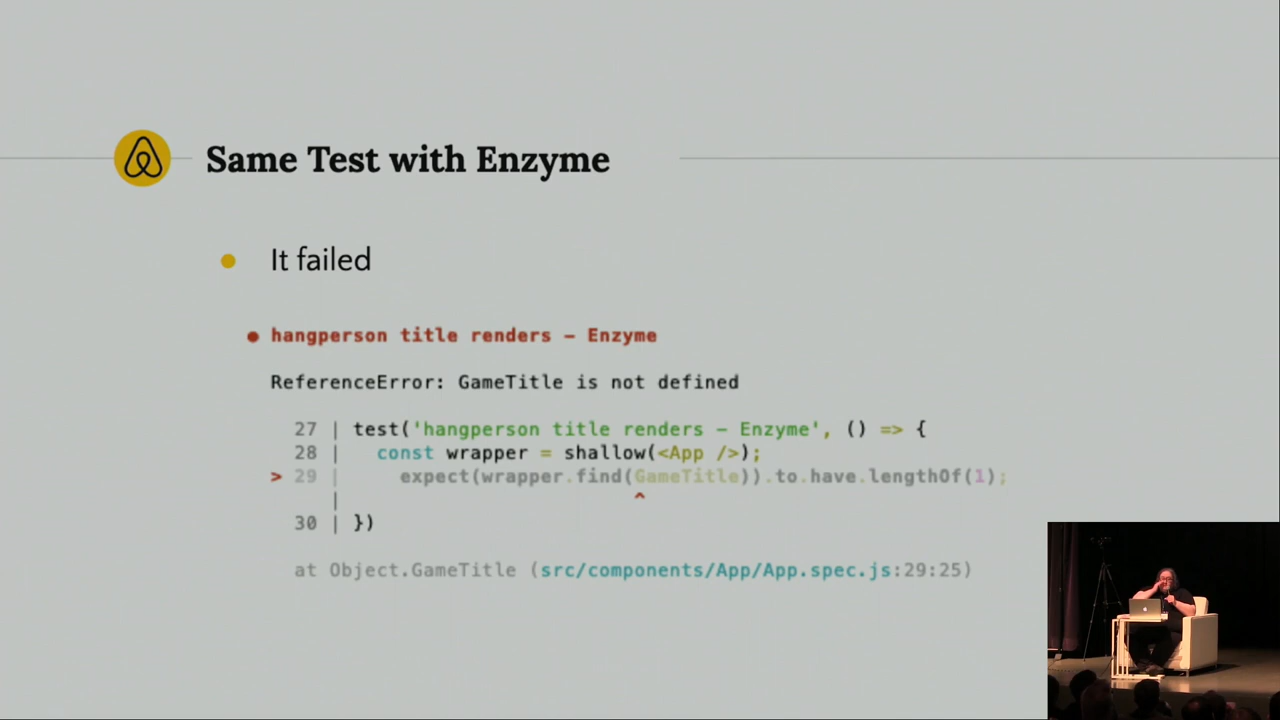 Same Test with Enzyme
It failed
● hangperson title renders – Enzyme
ReferenceError: GameTitle is not defined
27 | test('hangperson title renders – Enzyme', () => {
28 | const wrapper = shallow(<App />);
> 29 | expect(wrapper.find(GameTitle)).to.have.lengthOf(1);
| ^
30 | })
at Object.GameTitle (src/components/App/App.spec.js:29:25)